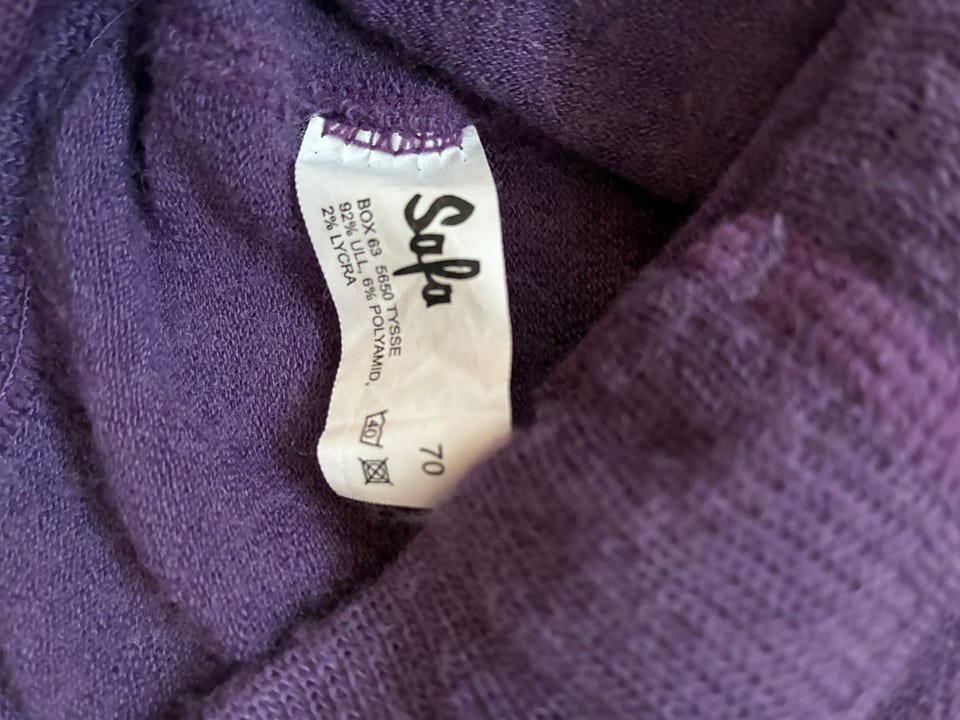 Safa
BOX 63 5650 TYSSE
92% ULL, 6% POLYAMID,
2% LYCRA
40
70